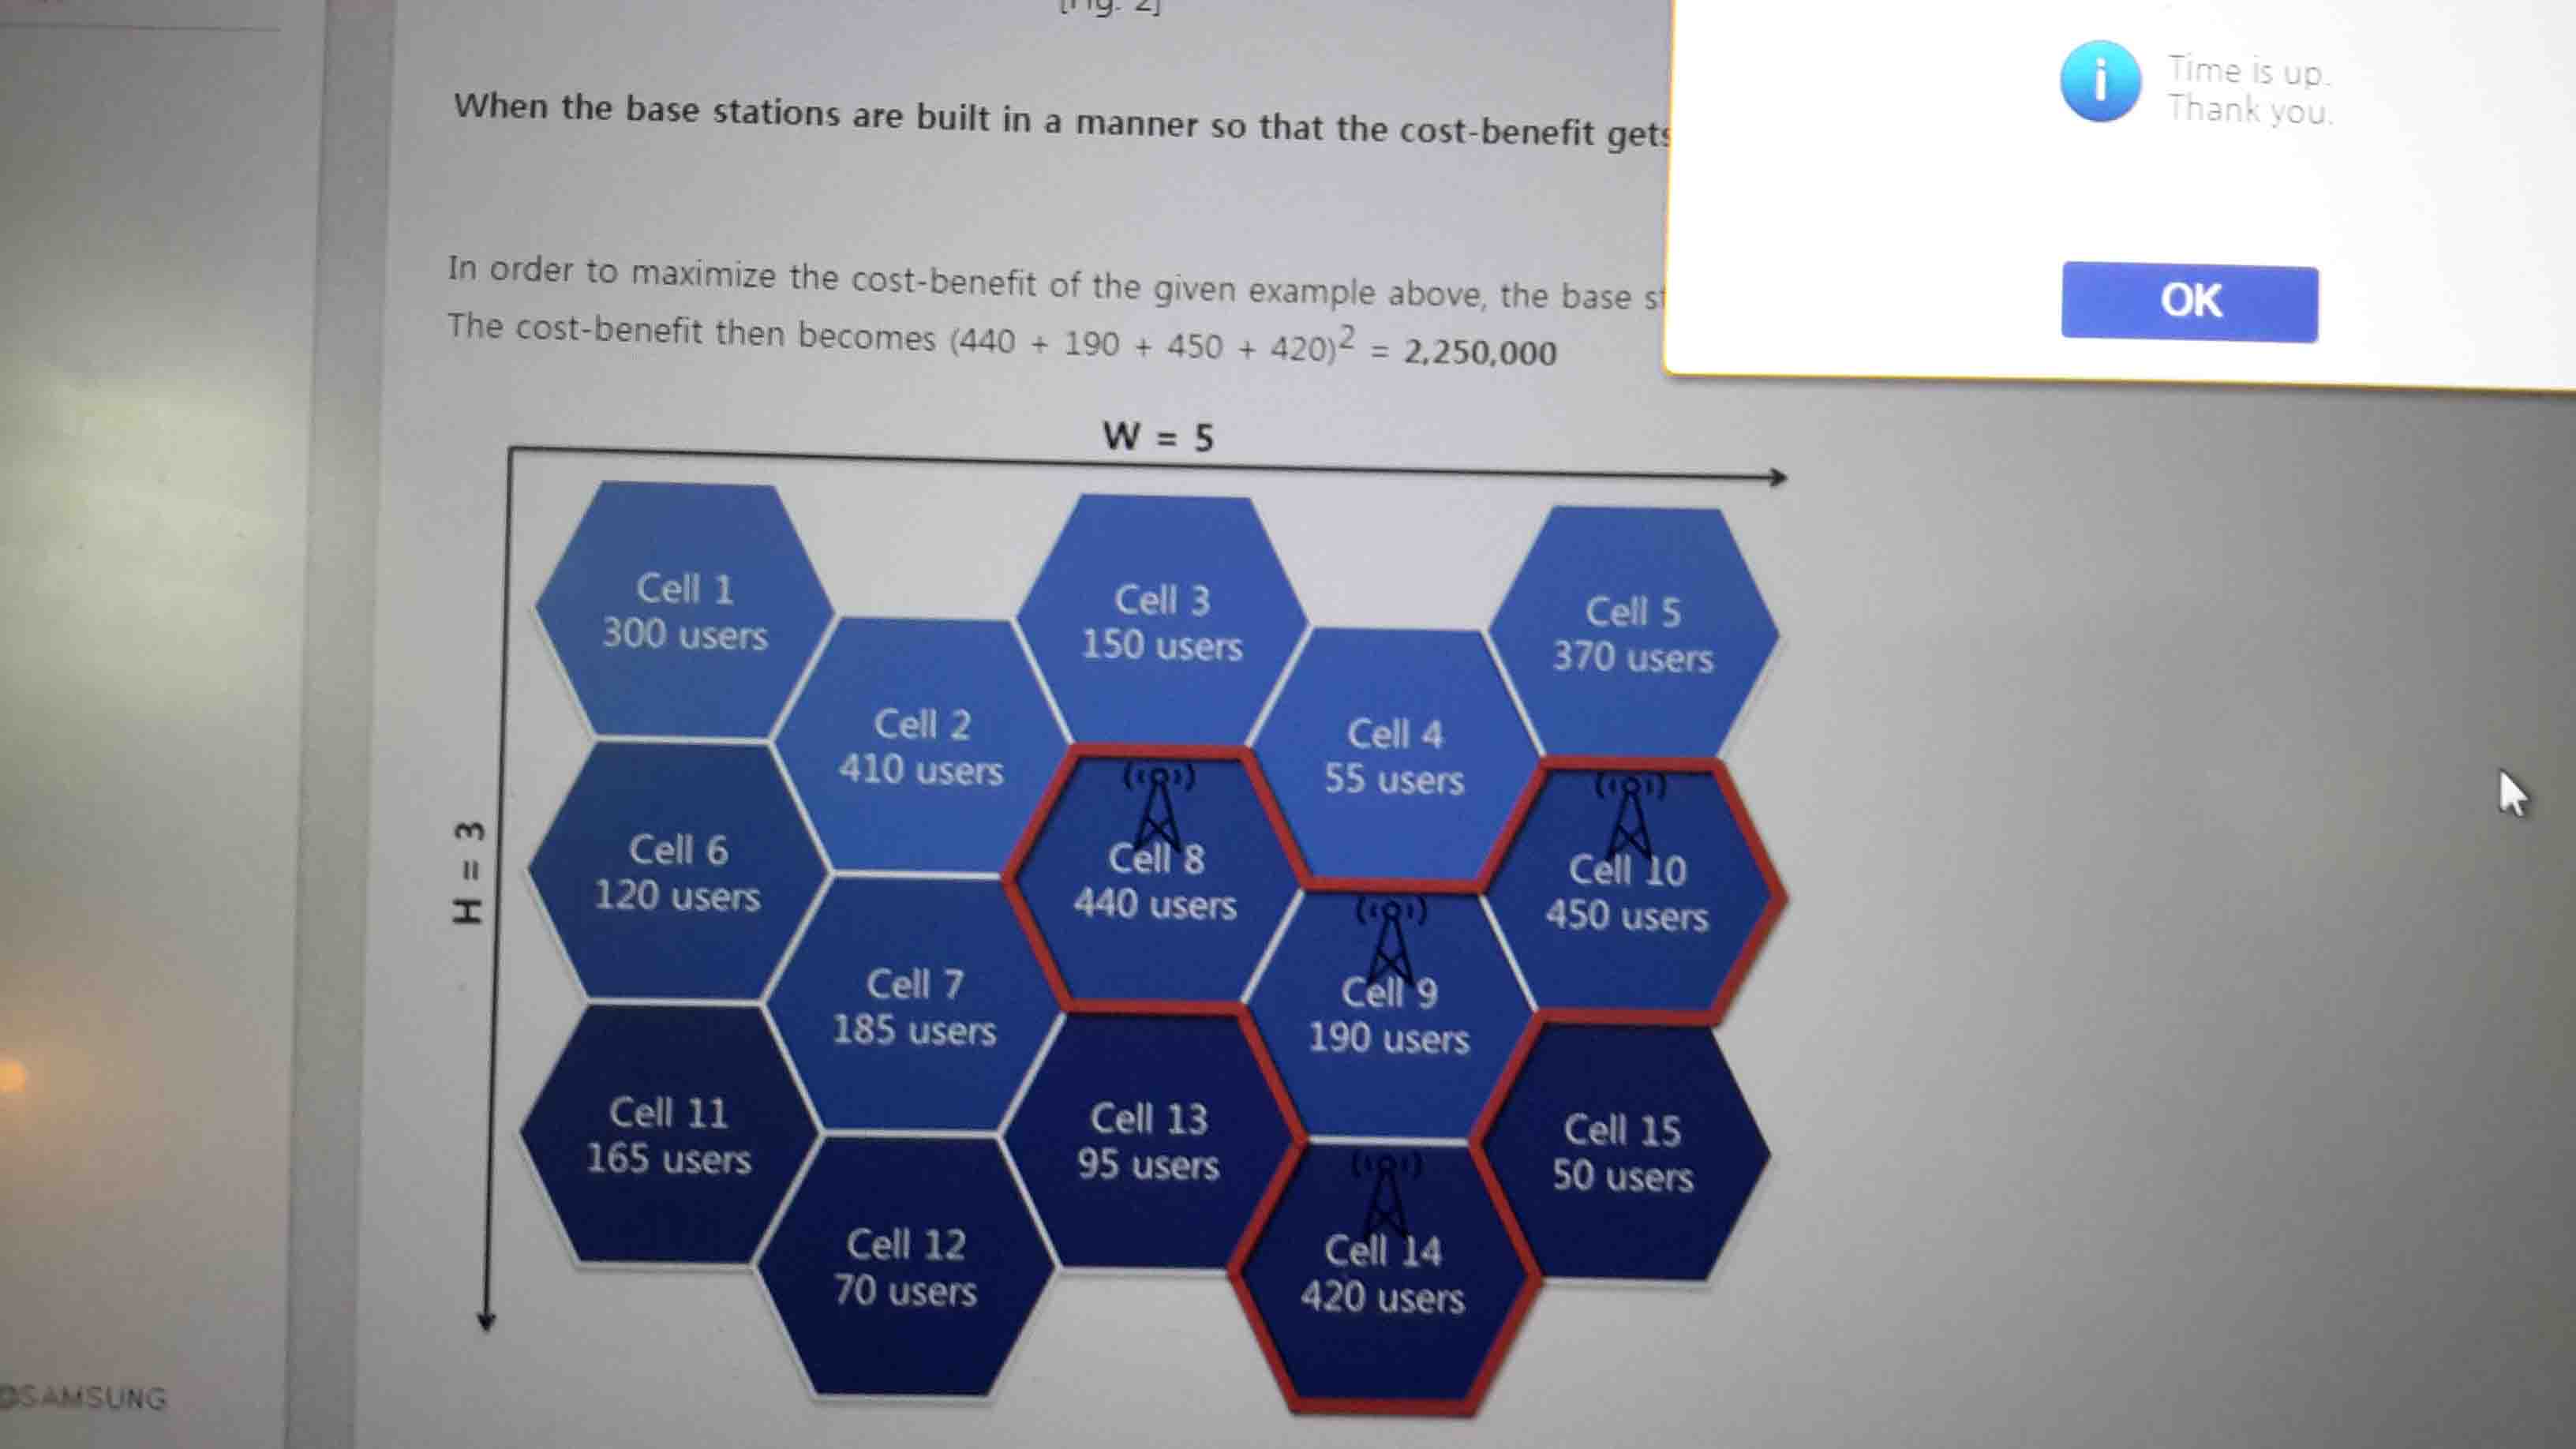 [Fig. 2]
When the base stations are built in a manner so that the cost-benefit gets
In order to maximize the cost-benefit of the given example above, the base
The cost-benefit then becomes (440 + 190 + 450 + 420)² = 2,250,000
Time is up.
Thank you.
OK
W = 5
H = 3
Cell 1
300 users
Cell 2
410 users
Cell 3
150 users
Cell 4
55 users
Cell 5
370 users
Cell 6
120 users
Cell 7
185 users
Cell 8
440 users
Cell 9
190 users
Cell 10
450 users
Cell 11
165 users
Cell 12
70 users
Cell 13
95 users
Cell 14
420 users
Cell 15
50 users
SAMSUNG